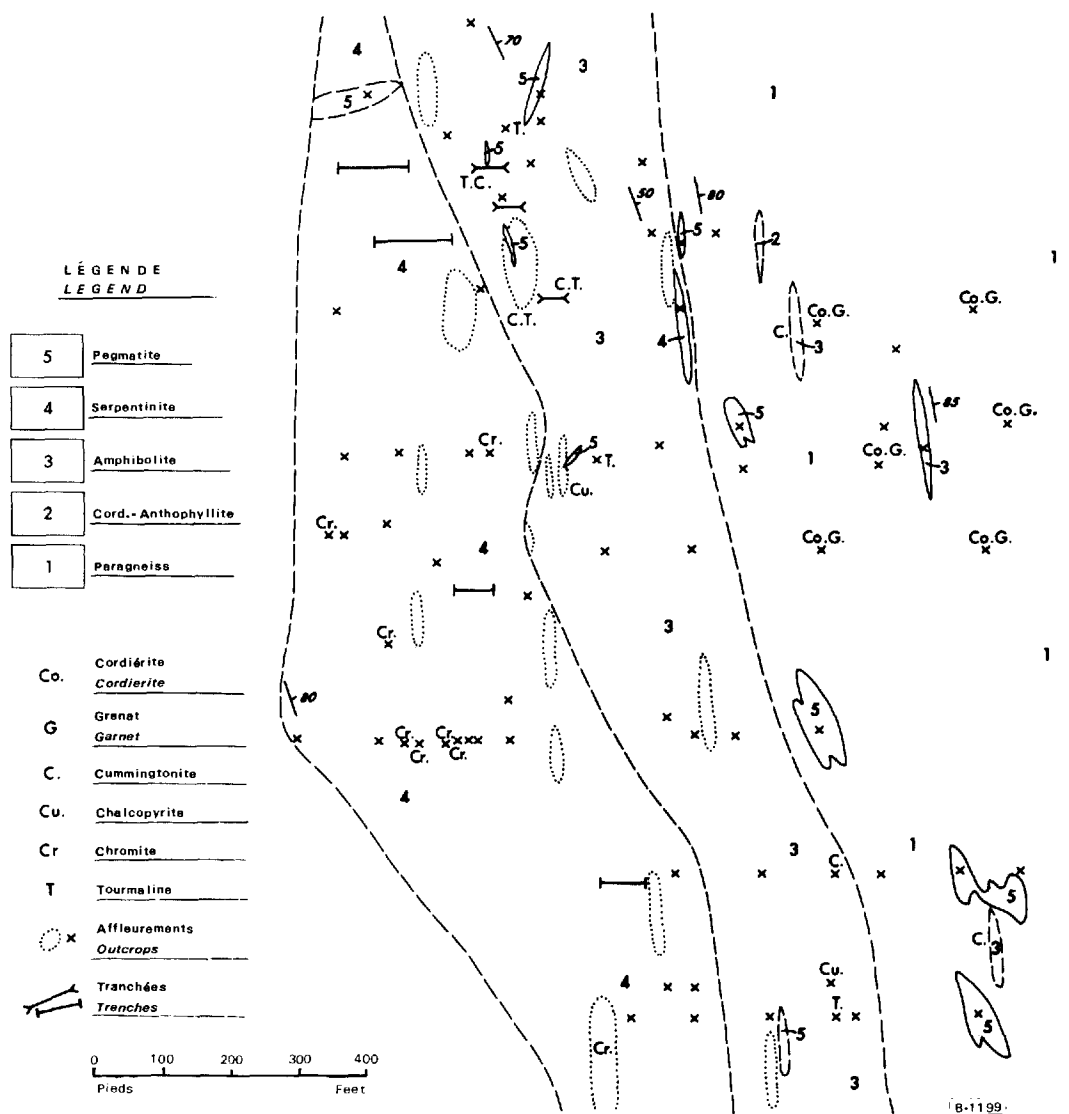 4
70
3
5
1
5
T.
5
T.C.
50
80
5
5
2
1
4
C.T.
C.T.
Co.G.
Co.G.
C.
3
3
4
5
85
Co.G.
Cr.
5
T.
1
Co.G.
3
Cu.
Cr.
4
Co.G.
Co.G.
3
Cr.
1
80
5
Cr.
Cr.
Cr.
Cr.
4
3
C.
1
5
C.
3
4
Cu.
T.
5
5
Cr.
3
LÉGENDE
LEGEND
5 Pegmatite
4 Serpentinite
3 Amphibolite
2 Cord.-Anthophyllite
1 Paragneiss
Co. Cordiérite
Cordierite
G Grenat
Garnet
C. Cummingtonite
Cu. Chalcopyrite
Cr Chromite
T Tourmaline
x Affleurements
Outcrops
Tranchées
Trenches
0 100 200 300 400
Pieds Feet
B-1199